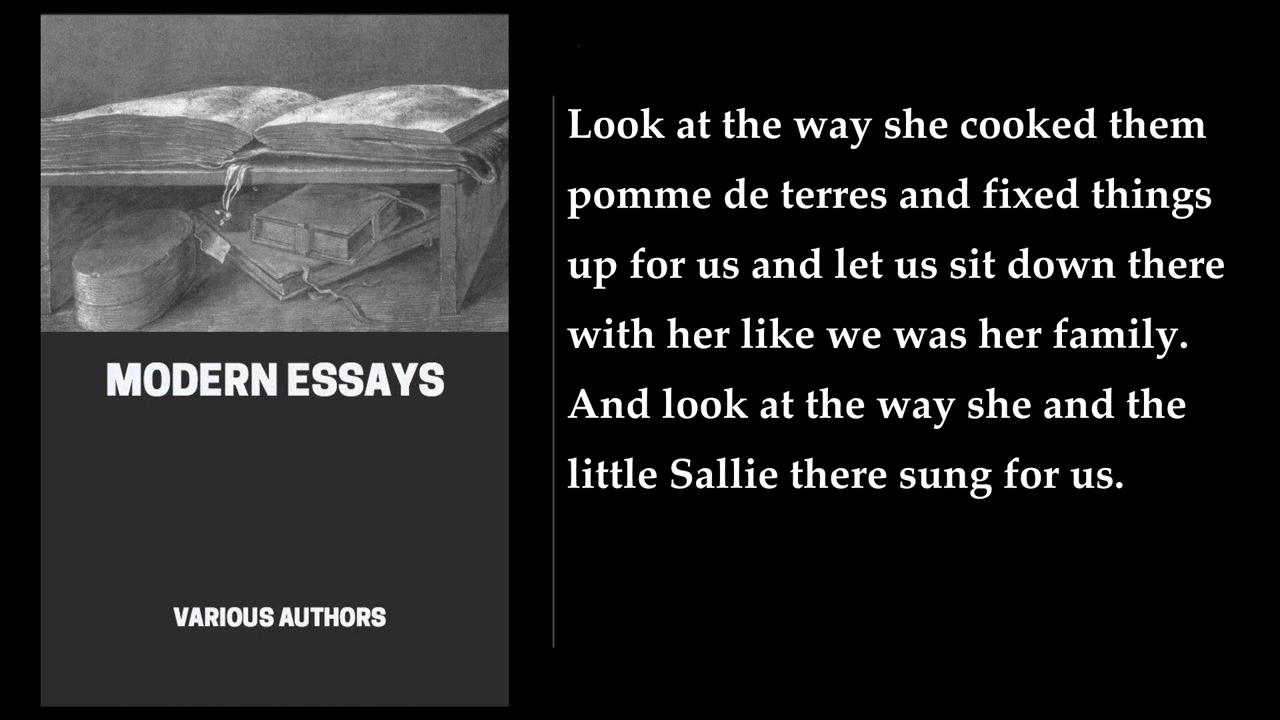 MODERN ESSAYS
VARIOUS AUTHORS
Look at the way she cooked them
pomme de terres and fixed things
up for us and let us sit down there
with her like we was her family.
And look at the way she and the
little Sallie there sung for us.